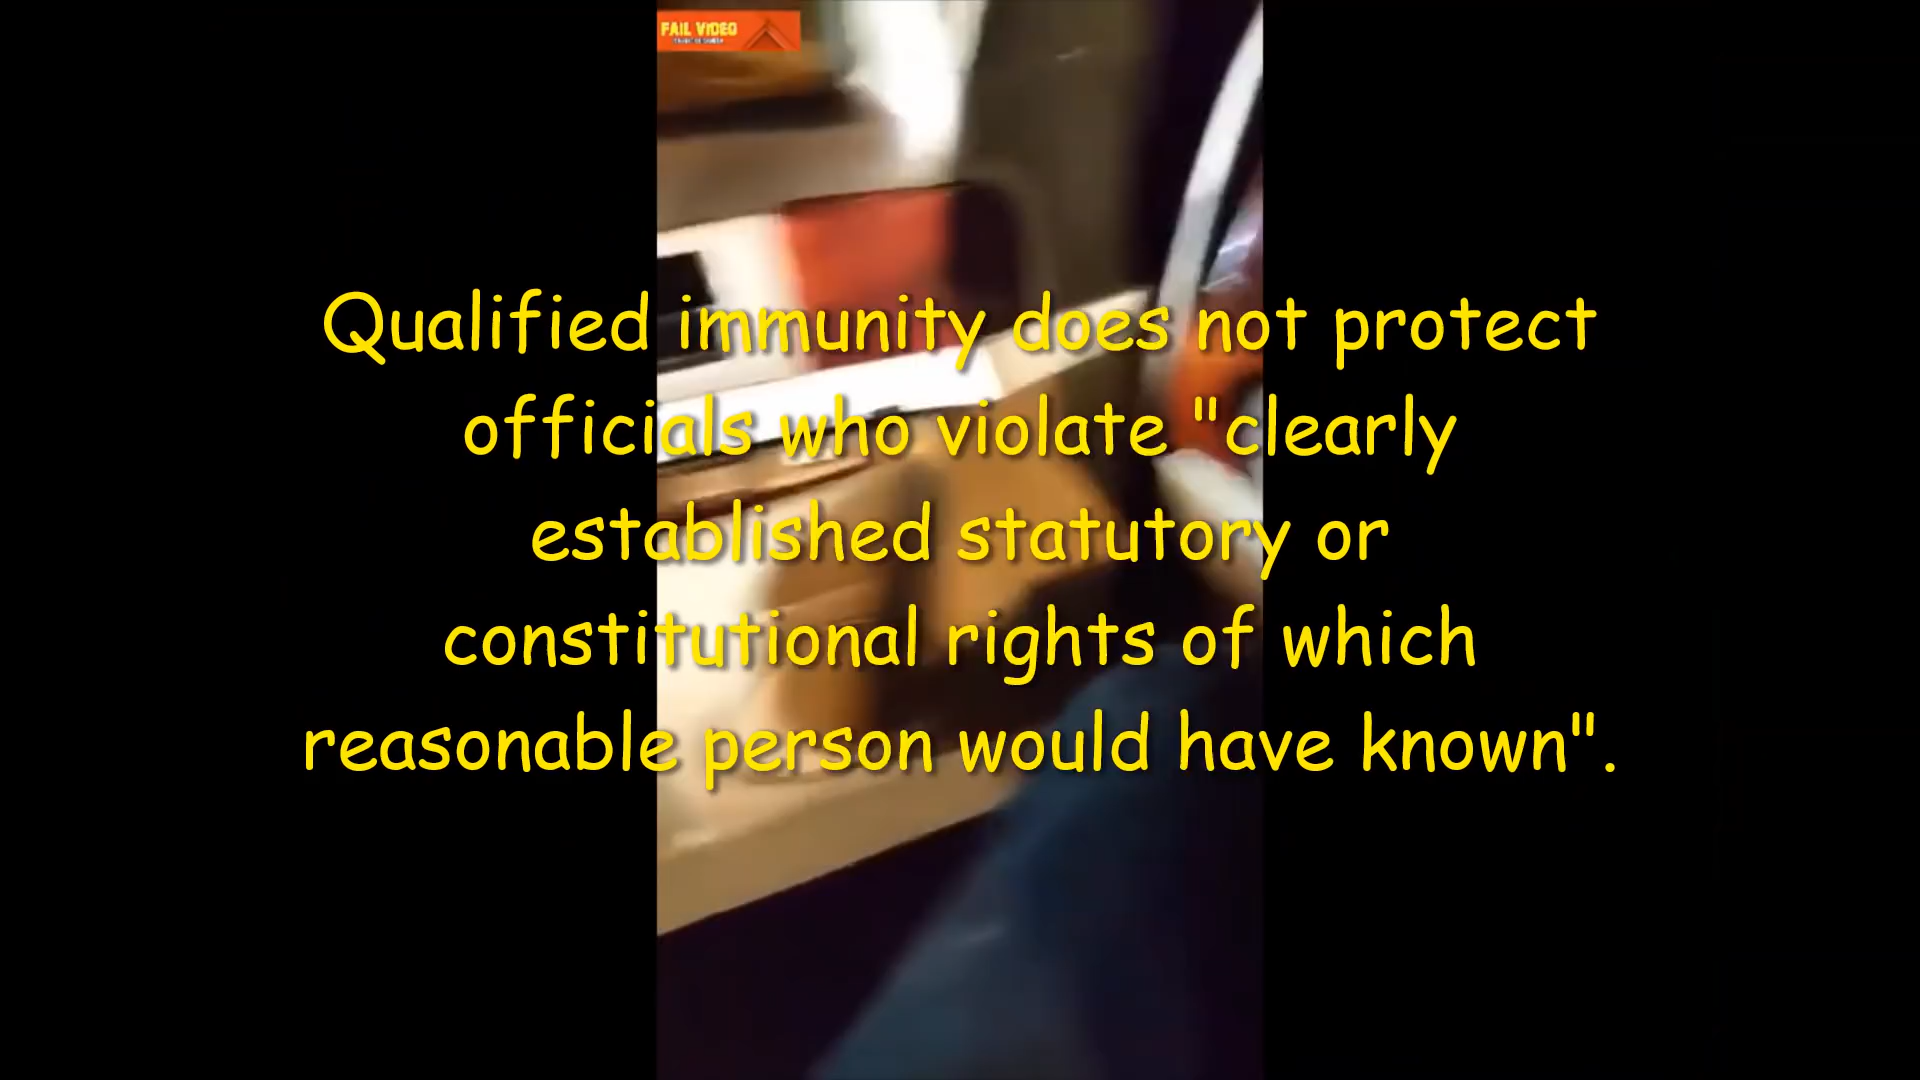 FAIL VIDEO
Qualified immunity does not protect
officials who violate "clearly
established statutory or
constitutional rights of which
reasonable person would have known".